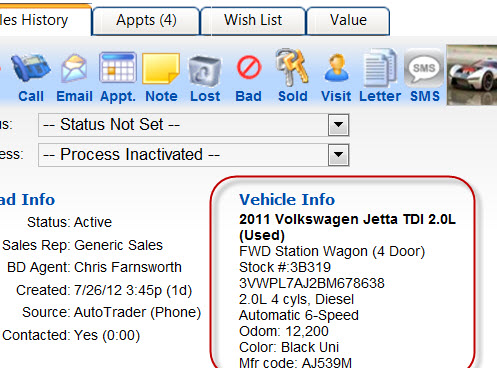 les History
Appts (4)
Wish List
Value
Call Email Appt. Note Lost Bad Sold Visit Letter SMS
SMS
us: -- Status Not Set --
ess: -- Process Inactivated --
ad Info
Status: Active
Sales Rep: Generic Sales
BD Agent: Chris Farnsworth
Created: 7/26/12 3:45p (1d)
Source: AutoTrader (Phone)
Contacted: Yes (0:00)
Vehicle Info
2011 Volkswagen Jetta TDI 2.0L
(Used)
FWD Station Wagon (4 Door)
Stock #:3B319
3VWPL7AJ2BM678638
2.0L 4 cyls, Diesel
Automatic 6-Speed
Odom: 12,200
Color: Black Uni
Mfr code: AJ539M